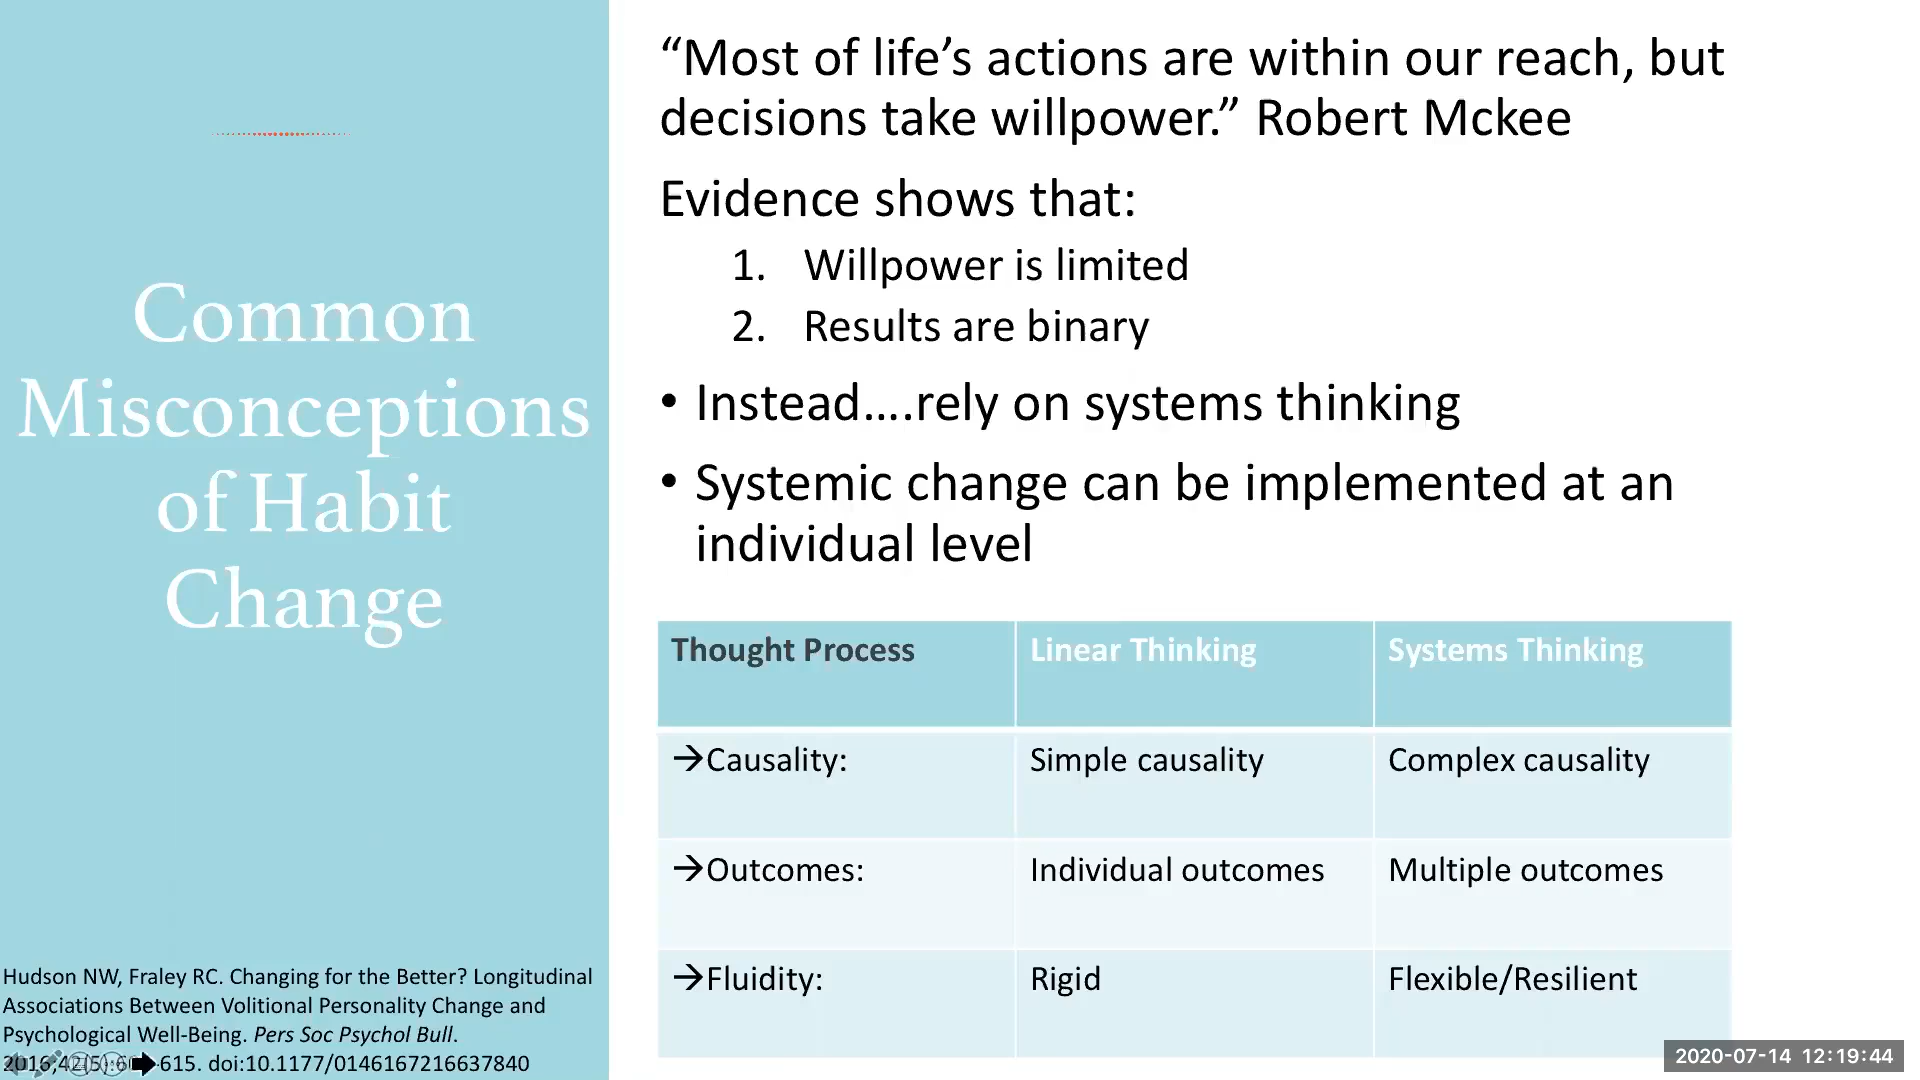 Common
Misconceptions
of Habit
Change
Hudson NW, Fraley RC. Changing for the Better? Longitudinal
Associations Between Volitional Personality Change and
Psychological Well-Being. Pers Soc Psychol Bull.
2016;42(5):6 -615. doi:10.1177/0146167216637840
“Most of life’s actions are within our reach, but
decisions take willpower.” Robert Mckee
Evidence shows that:
1. Willpower is limited
2. Results are binary
• Instead….rely on systems thinking
• Systemic change can be implemented at an
individual level
Thought Process Linear Thinking Systems Thinking
→Causality: Simple causality Complex causality
→Outcomes: Individual outcomes Multiple outcomes
→Fluidity: Rigid Flexible/Resilient
2020-07-14 12:19:44